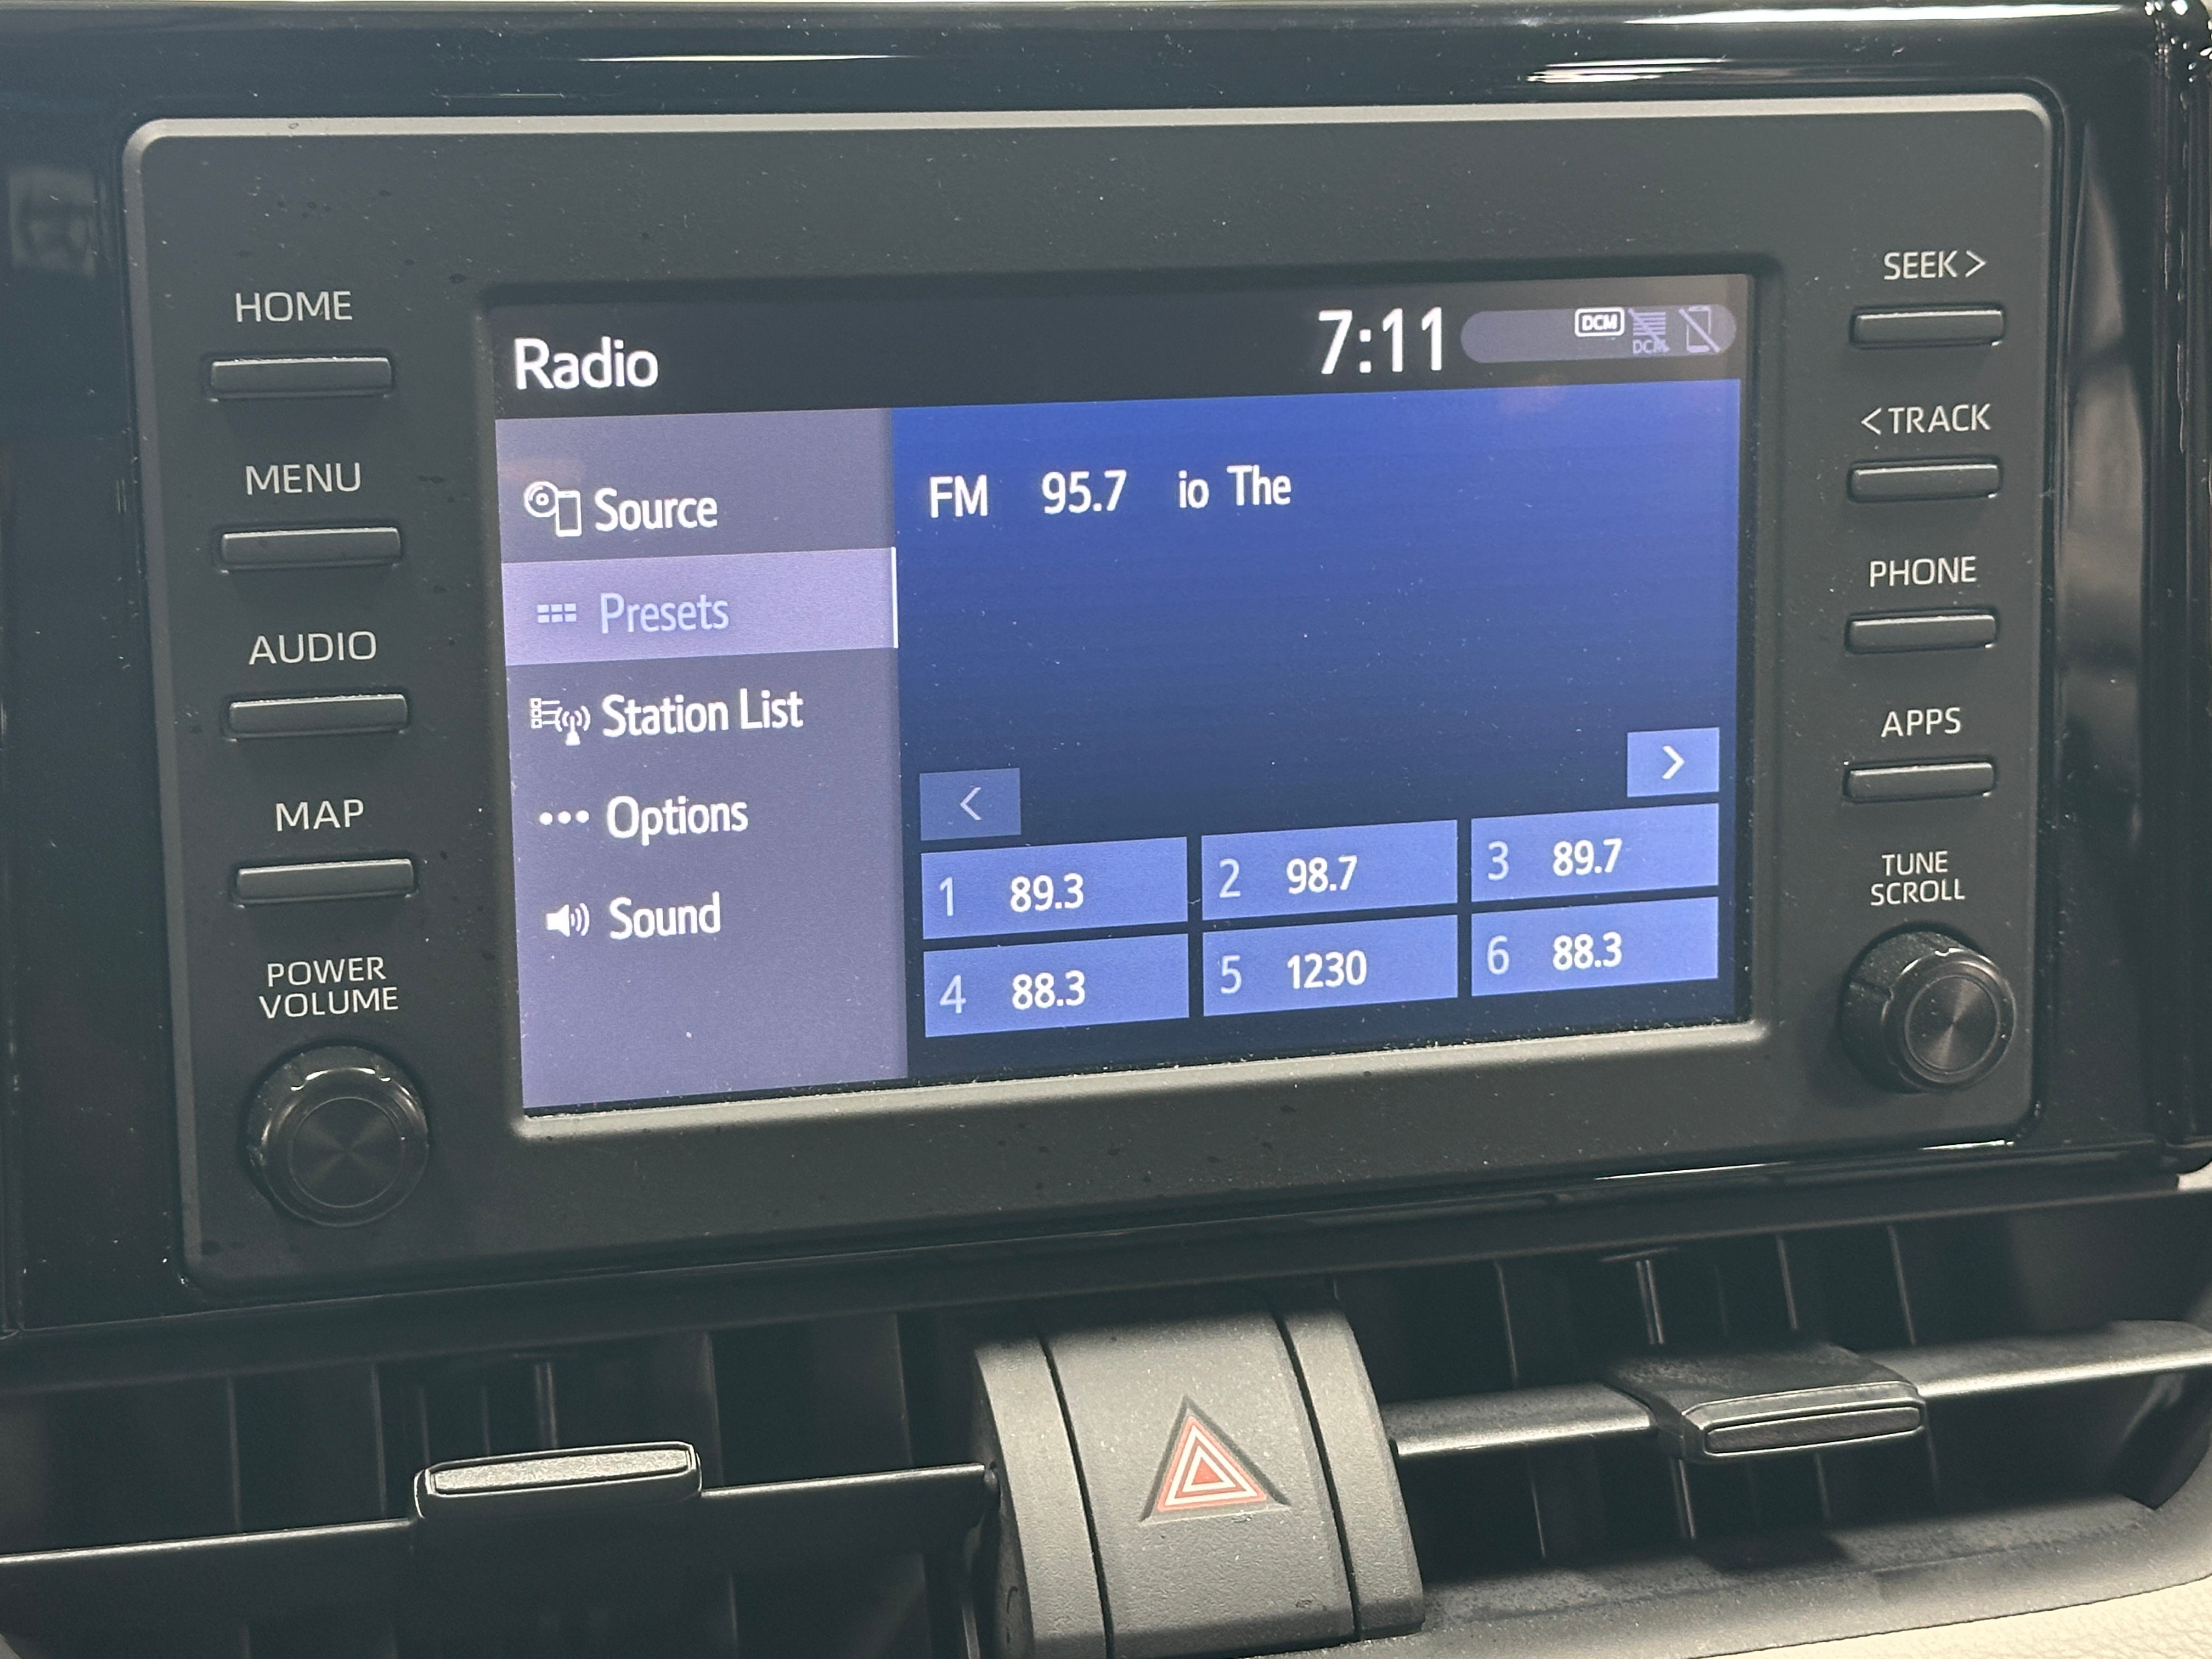 HOME
MENU
AUDIO
MAP
POWER
VOLUME
Radio
7:11
DCM
DCM
Source
Presets
Station List
Options
Sound
FM 95.7 io The
<
>
1 89.3
2 98.7
3 89.7
4 88.3
5 1230
6 88.3
SEEK >
< TRACK
PHONE
APPS
TUNE
SCROLL